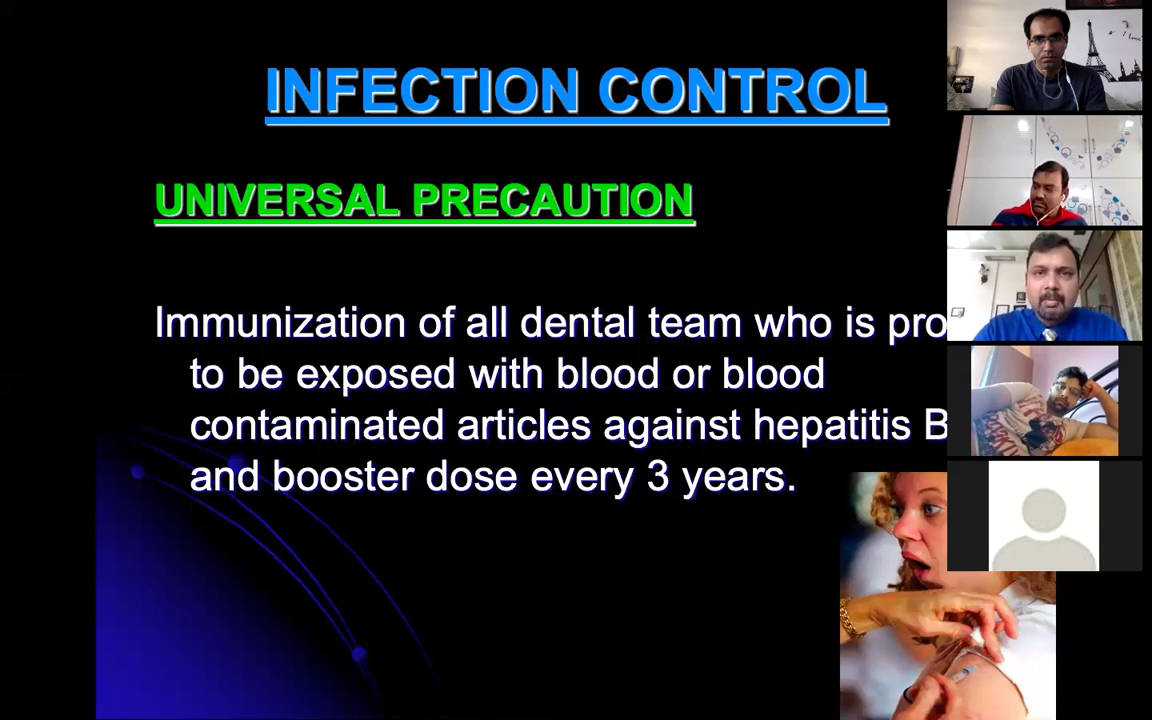 INFECTION CONTROL
UNIVERSAL PRECAUTION
Immunization of all dental team who is pro
to be exposed with blood or blood
contaminated articles against hepatitis B
and booster dose every 3 years.